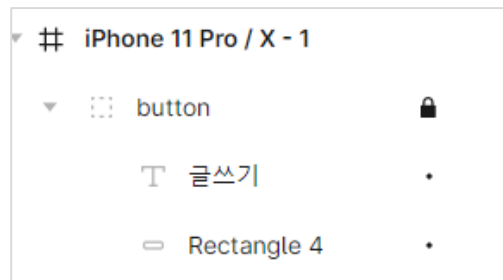 iPhone 11 Pro / X - 1
button
글쓰기
Rectangle 4